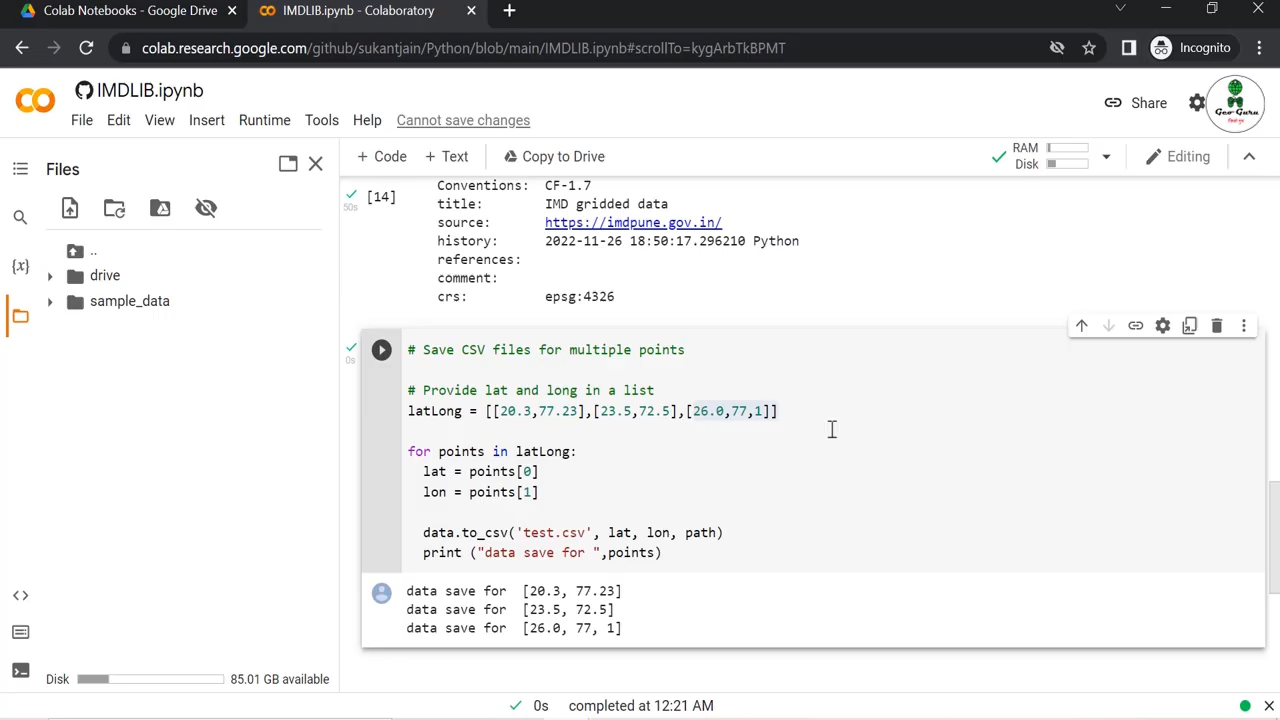 Colab Notebooks - Google Drive
IMDLIB.ipynb - Colaboratory
colab.research.google.com/github/sukantjain/Python/blob/main/IMDLIB.ipynb#scrollTo=kygArbTkBPMT
Incognito
IMDLIB.ipynb
Share
Geo Guru
File Edit View Insert Runtime Tools Help Cannot save changes
Files
+ Code + Text Copy to Drive
RAM
Disk
Editing
[14]
50s
Conventions: CF-1.7
title: IMD gridded data
source: https://imdpune.gov.in/
history: 2022-11-26 18:50:17.296210 Python
references:
comment:
crs: epsg:4326
..
drive
sample_data
{x}
0s
# Save CSV files for multiple points
# Provide lat and long in a list
latLong = [[20.3,77.23],[23.5,72.5],[26.0,77,1]]
for points in latLong:
lat = points[0]
lon = points[1]
data.to_csv('test.csv', lat, lon, path)
print ("data save for ",points)
data save for [20.3, 77.23]
data save for [23.5, 72.5]
data save for [26.0, 77, 1]
Disk 85.01 GB available
0s completed at 12:21 AM